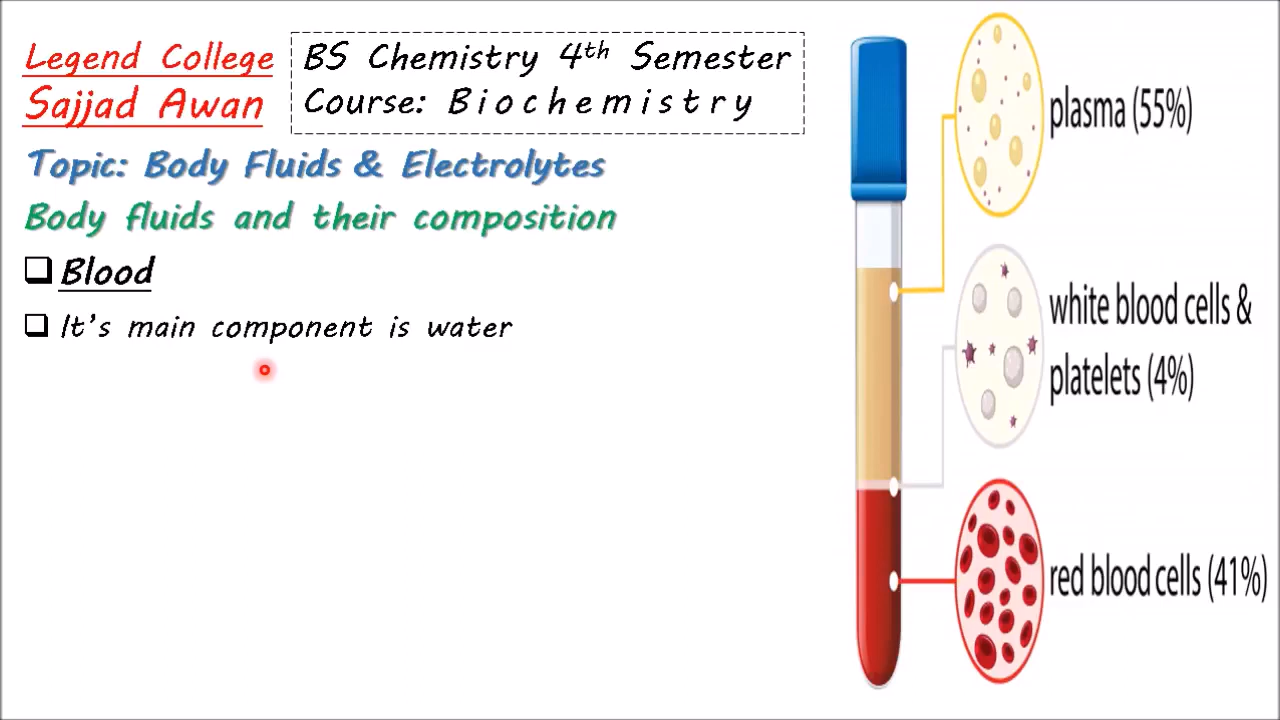 Legend College
Sajjad Awan
BS Chemistry 4th Semester
Course: Biochemistry
Topic: Body Fluids & Electrolytes
Body fluids and their composition
Blood
It's main component is water
plasma (55%)
white blood cells &
platelets (4%)
red blood cells (41%)